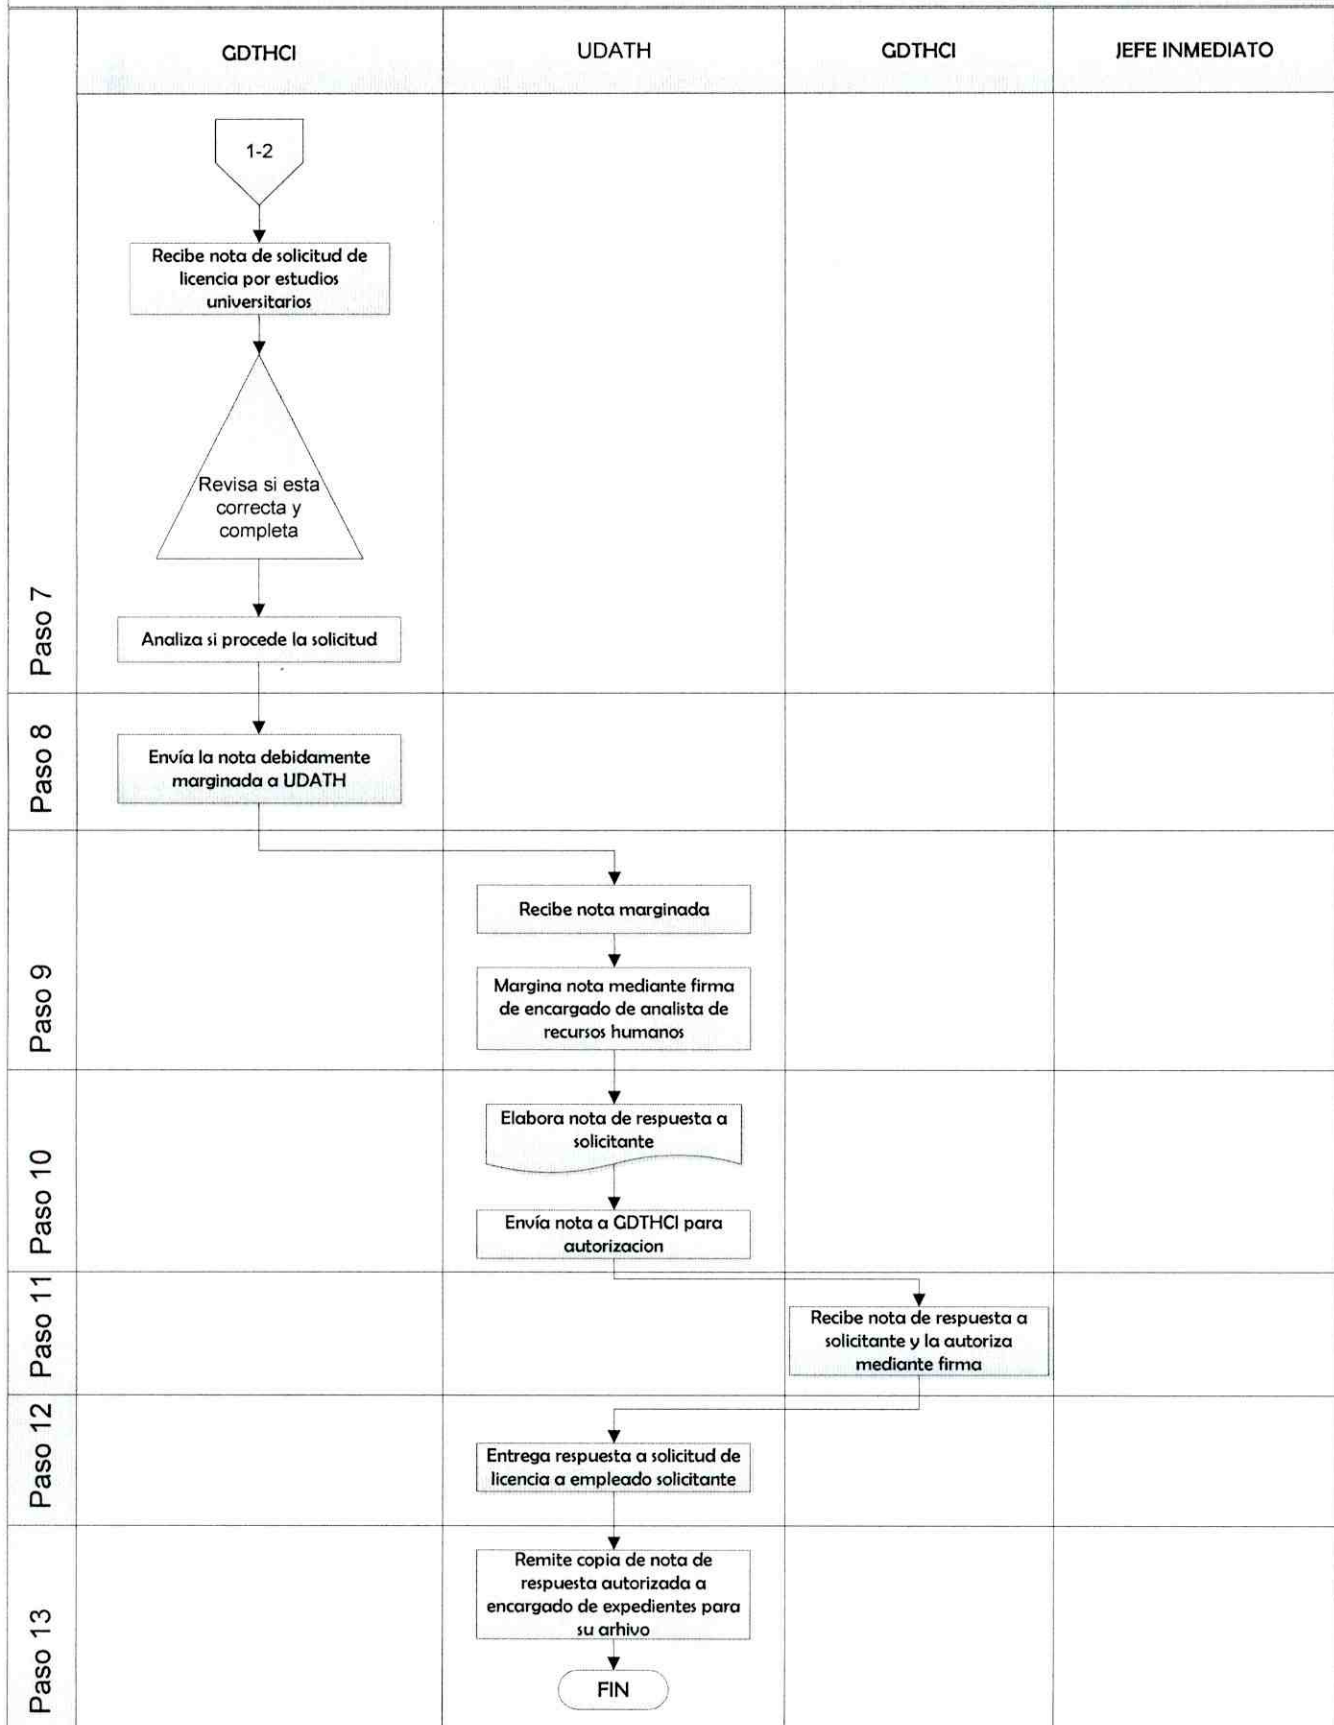 GDTHCI
UDATH
GDTHCI
JEFE INMEDIATO
1-2
Recibe nota de solicitud de
licencia por estudios
universitarios
Revisa si esta
correcta y
completa
Analiza si procede la solicitud
Paso 7
Envía la nota debidamente
marginada a UDATH
Paso 8
Recibe nota marginada
Margina nota mediante firma
de encargado de analista de
recursos humanos
Paso 9
Elabora nota de respuesta a
solicitante
Envía nota a GDTHCI para
autorizacion
Paso 10
Recibe nota de respuesta a
solicitante y la autoriza
mediante firma
Paso 11
Entrega respuesta a solicitud de
licencia a empleado solicitante
Paso 12
Remite copia de nota de
respuesta autorizada a
encargado de expedientes para
su arhivo
FIN
Paso 13